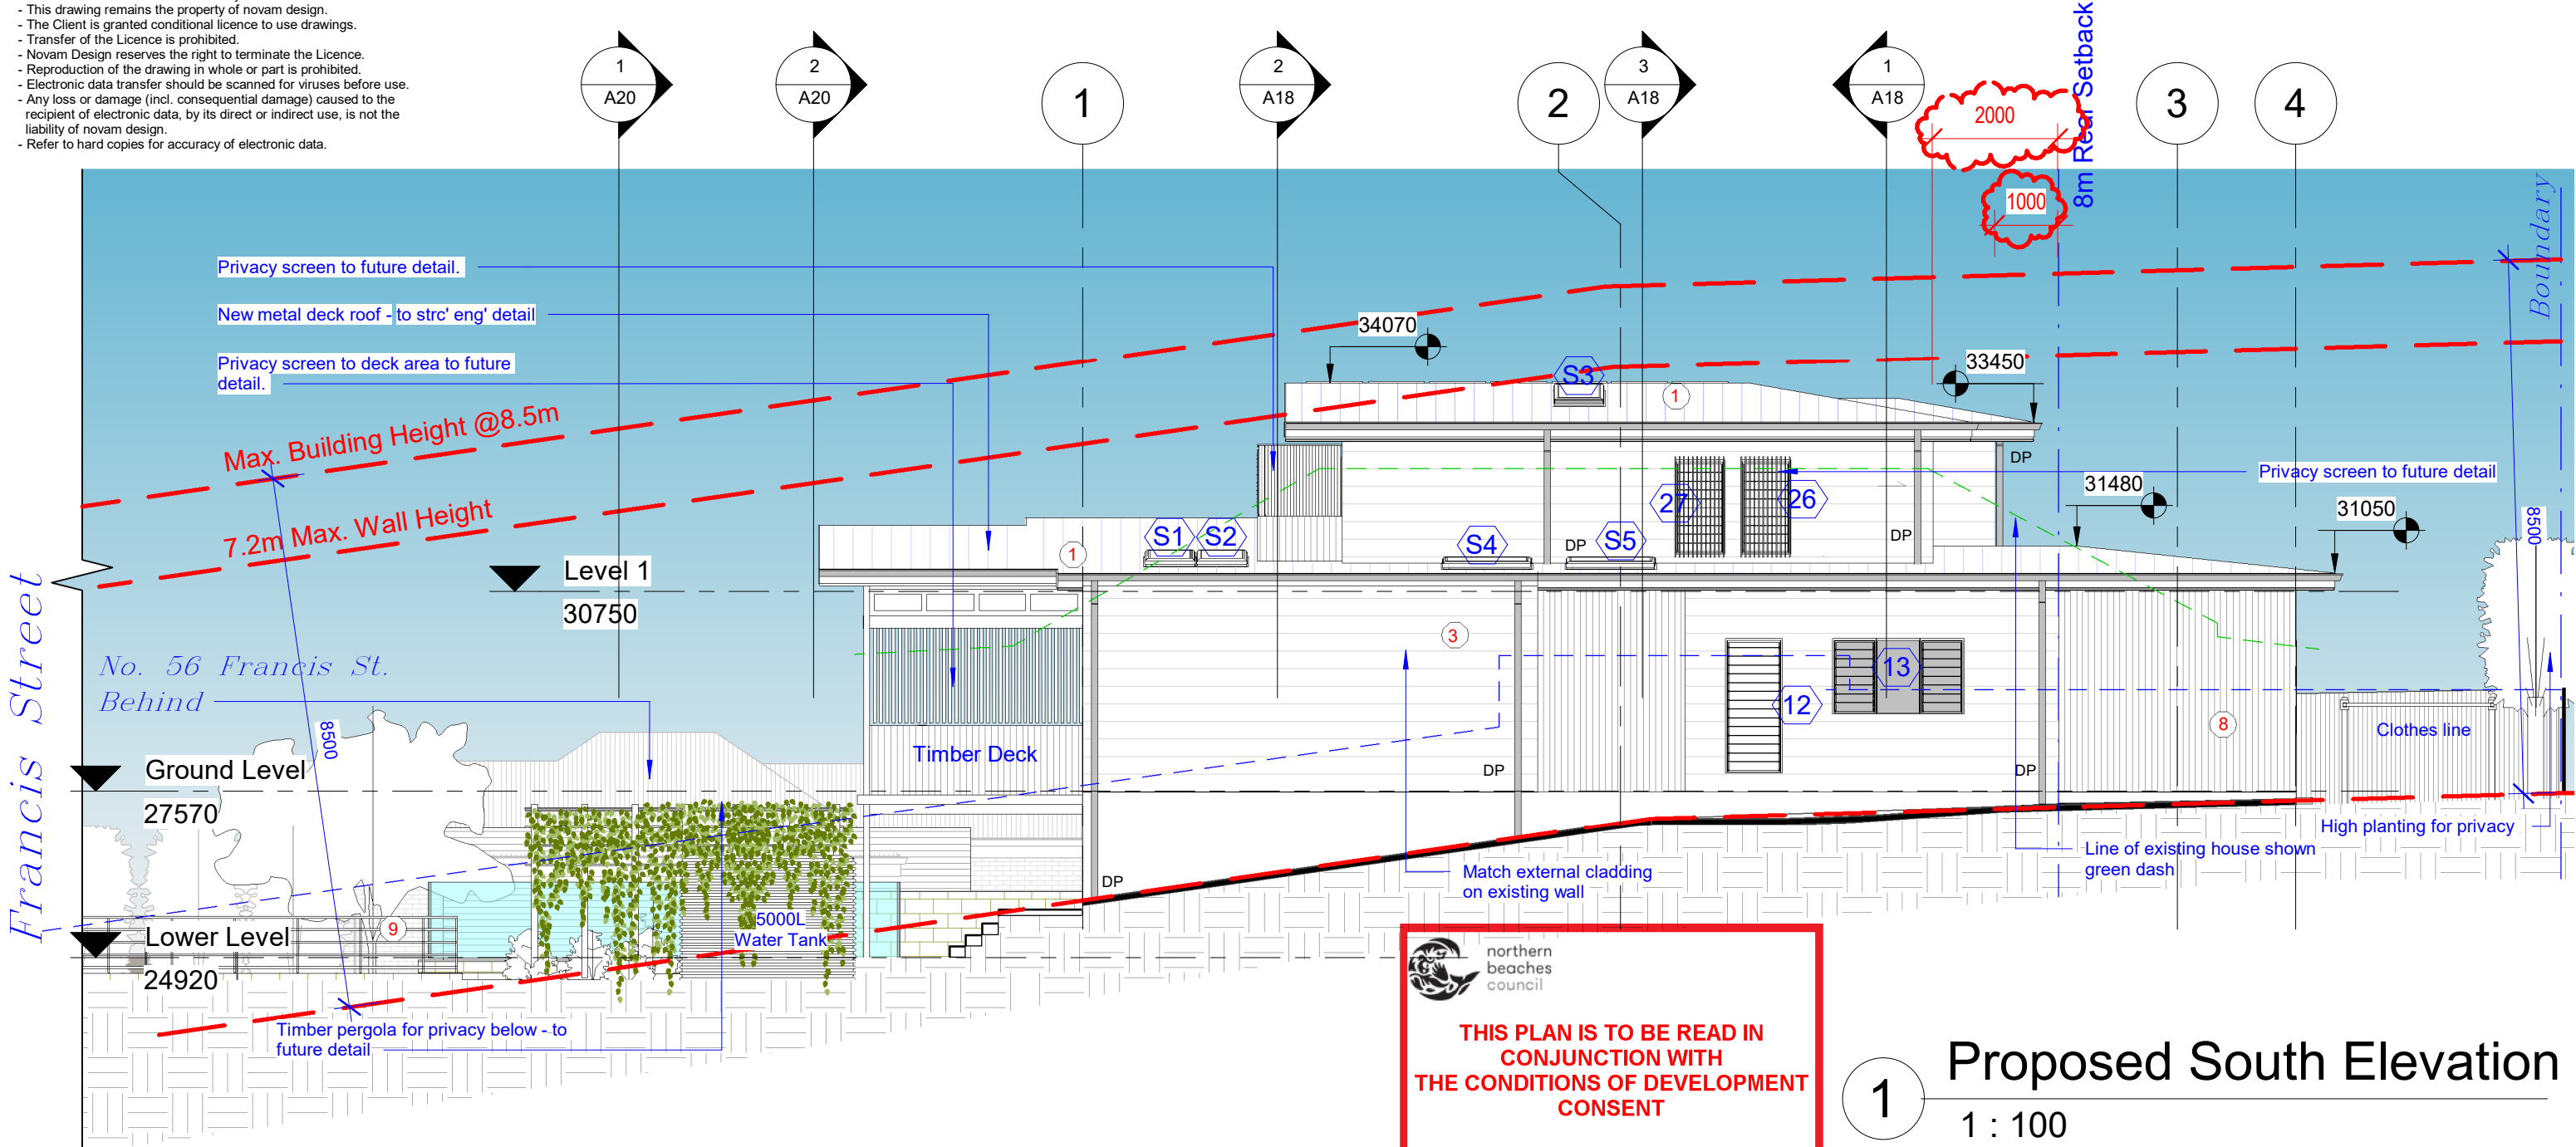 - This drawing remains the property of novam design.
- The Client is granted conditional licence to use drawings.
- Transfer of the Licence is prohibited.
- Novam Design reserves the right to terminate the Licence.
- Reproduction of the drawing in whole or part is prohibited.
- Electronic data transfer should be scanned for viruses before use.
- Any loss or damage (incl. consequential damage) caused to the
recipient of electronic data, by its direct or indirect use, is not the
liability of novam design.
- Refer to hard copies for accuracy of electronic data.
1
A20
2
A20
1
2
A18
2
3
A18
1
A18
2000
1000
8m Rear Setback
3
4
Boundary
Privacy screen to future detail.
New metal deck roof - to strc' eng' detail
Privacy screen to deck area to future
detail.
Max. Building Height @8.5m
7.2m Max. Wall Height
34070
S3
1
33450
DP
Privacy screen to future detail
31480
31050
8500
27
26
S1
S2
S4
DP
S5
DP
1
Level 1
30750
Francis Street
No. 56 Francis St.
Behind
8500
3
13
12
8
Clothes line
Timber Deck
DP
DP
Ground Level
27570
High planting for privacy
Line of existing house shown
green dash
Match external cladding
on existing wall
DP
5000L
Water Tank
9
Lower Level
24920
Timber pergola for privacy below - to
future detail
northern
beaches
council
THIS PLAN IS TO BE READ IN
CONJUNCTION WITH
THE CONDITIONS OF DEVELOPMENT
CONSENT
1
Proposed South Elevation
1 : 100